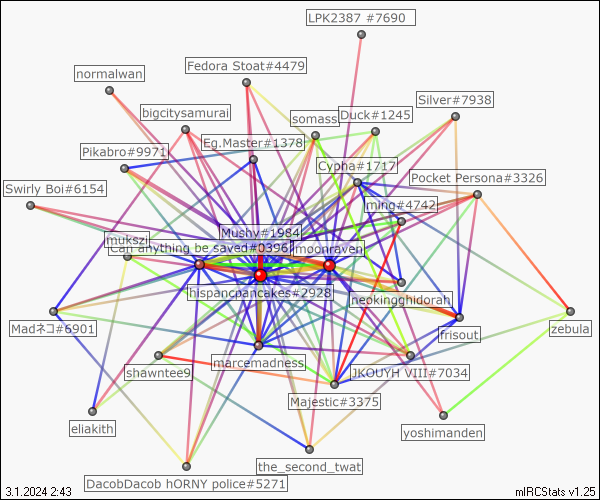 LPK2387 #7690
normalwan
Fedora Stoat#4479
Silver#7938
bigcitysamurai
somass
Duck#1245
Pikabro#9971
Eg.Master#1378
Cypha#1717
Pocket Persona#3326
Swirly Boi#6154
ming#4742
Mushy#1984
mukszi
Can anything be saved#0396
moonraven
hispancpancakes#2928
neokingghidorah
Madネコ#6901
frisout
zebula
marcemadness
shawntee9
JKOUYH VIII#7034
Majestic#3375
eliakith
yoshimanden
the_second_twat
DacobDacob hORNY police#5271
3.1.2024 2:43
mIRCStats v1.25